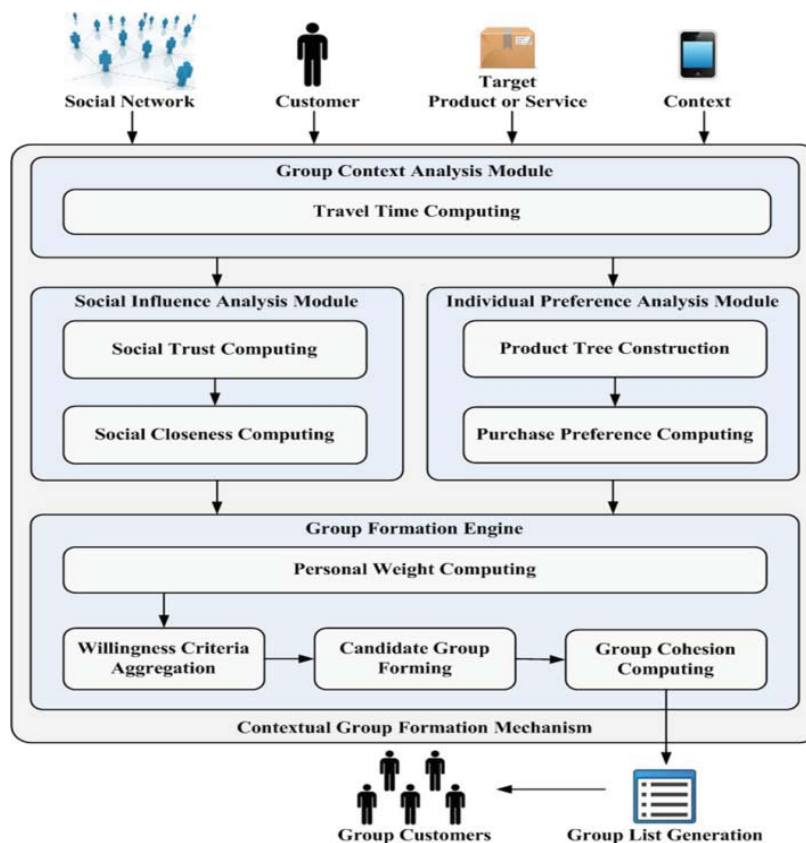 Social Network
Customer
Target
Product or Service
Context
Group Context Analysis Module
Travel Time Computing
Social Influence Analysis Module
Social Trust Computing
Social Closeness Computing
Individual Preference Analysis Module
Product Tree Construction
Purchase Preference Computing
Group Formation Engine
Personal Weight Computing
Willingness Criteria
Aggregation
Candidate Group
Forming
Group Cohesion
Computing
Contextual Group Formation Mechanism
Group Customers
Group List Generation